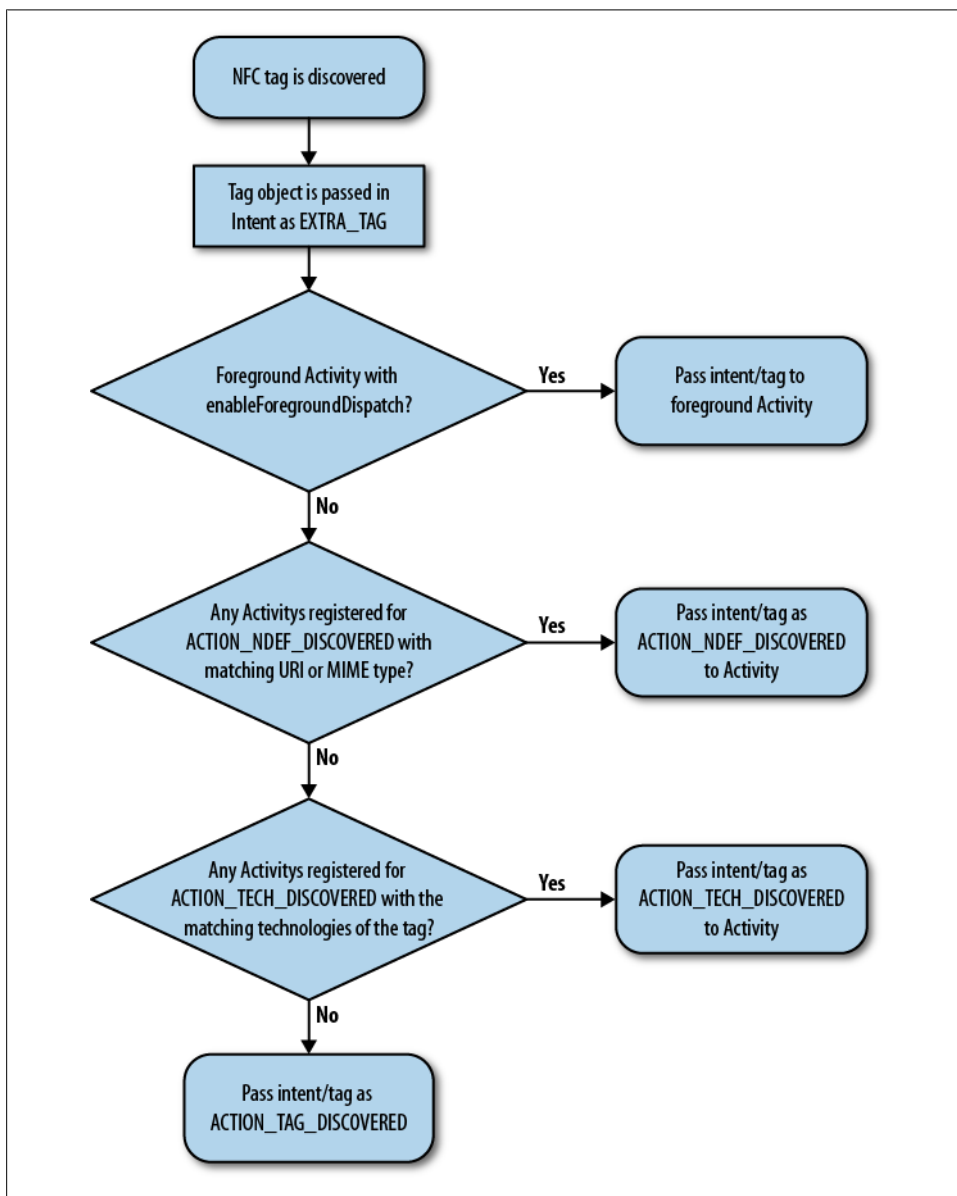 NFC tag is discovered
Tag object is passed in
Intent as EXTRA_TAG
Foreground Activity with
enableForegroundDispatch?
Yes
Pass intent/tag to
foreground Activity
No
Any Activitys registered for
ACTION_NDEF_DISCOVERED with
matching URI or MIME type?
Yes
Pass intent/tag as
ACTION_NDEF_DISCOVERED
to Activity
No
Any Activitys registered for
ACTION_TECH_DISCOVERED with the
matching technologies of the tag?
Yes
Pass intent/tag as
ACTION_TECH_DISCOVERED
to Activity
No
Pass intent/tag as
ACTION_TAG_DISCOVERED